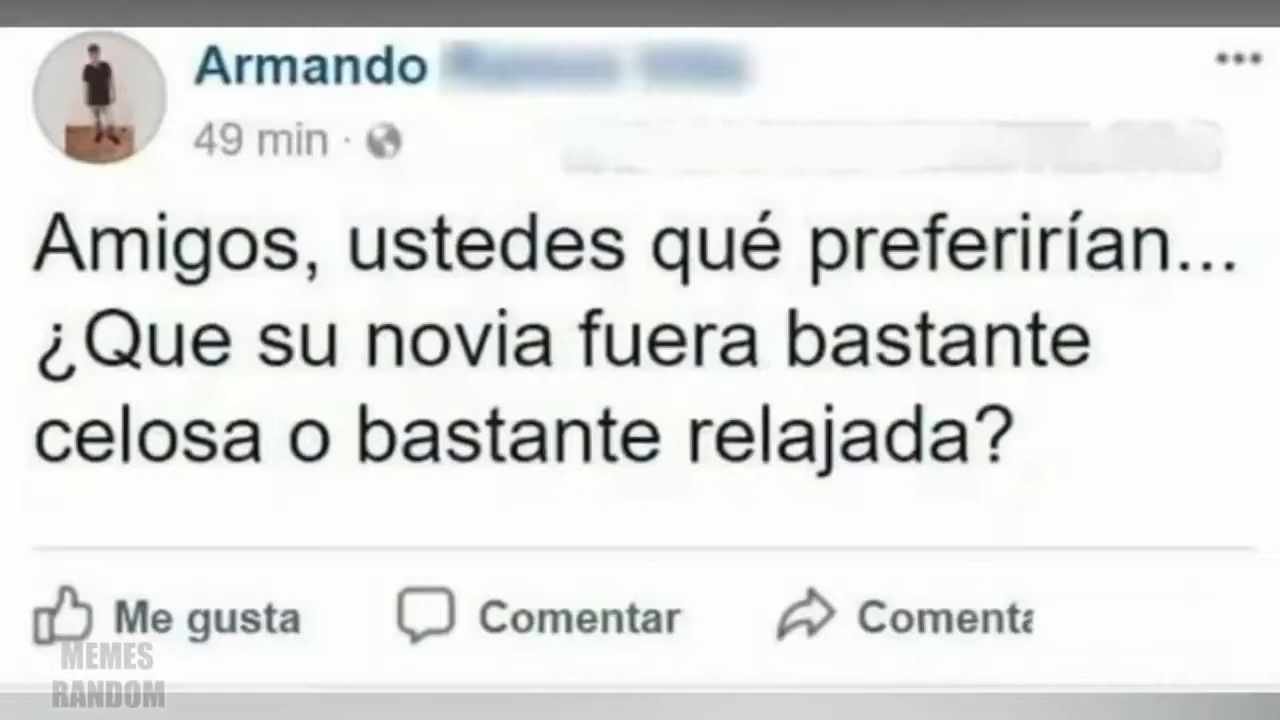 Armando
49 min ·
Amigos, ustedes qué preferirían...
¿Que su novia fuera bastante
celosa o bastante relajada?
Me gusta
Comentar
Comenta
MEMES
RANDOM